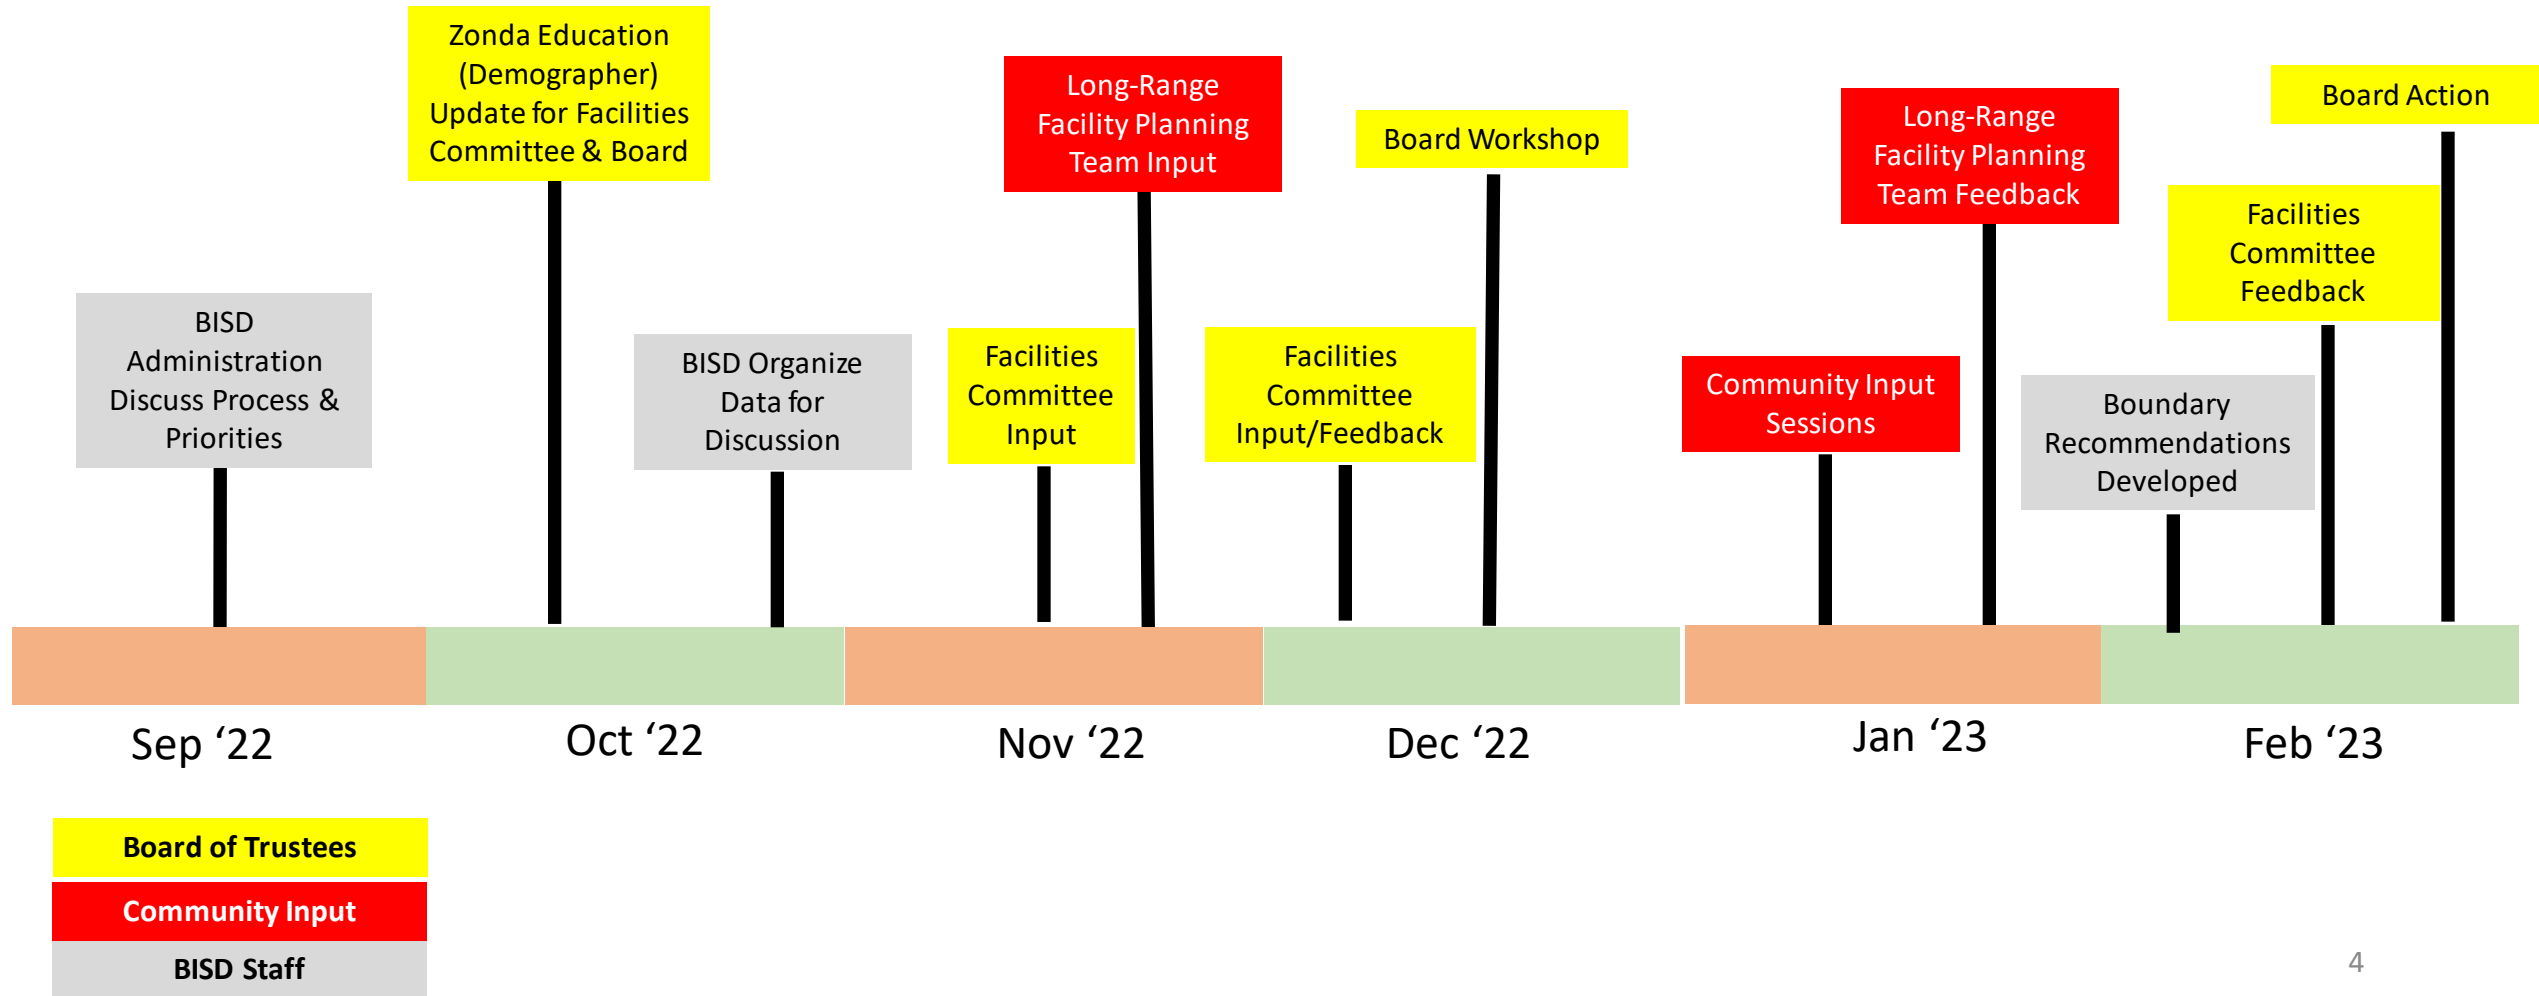 BISD
Administration
Discuss Process &
Priorities
Zonda Education
(Demographer)
Update for Facilities
Committee & Board
BISD Organize
Data for
Discussion
Facilities
Committee
Input
Long-Range
Facility Planning
Team Input
Facilities
Committee
Input/Feedback
Board Workshop
Community Input
Sessions
Long-Range
Facility Planning
Team Feedback
Boundary
Recommendations
Developed
Facilities
Committee
Feedback
Board Action
Sep ‘22
Oct ‘22
Nov ‘22
Dec ‘22
Jan ‘23
Feb ‘23
Board of Trustees
Community Input
BISD Staff
4